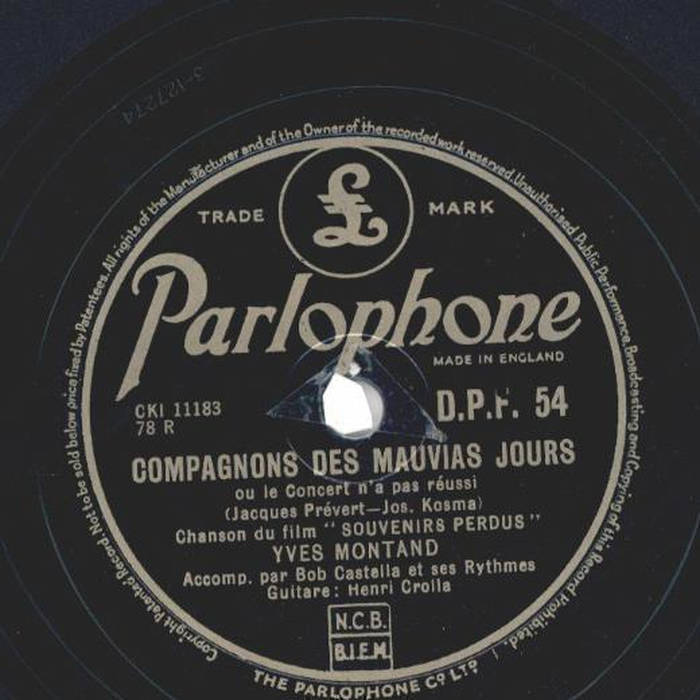 All rights of the Manufacturer and of the Owner of the recorded work reserved. Unauthorised Public Performance, Broadcasting and Copying of this Record Prohibited.
TRADE £ MARK
Parlophone
MADE IN ENGLAND
CKI 11183 D.P.F. 54
78 R
COMPAGNONS DES MAUVIAS JOURS
ou le Concert n'a pas réussi
(Jacques Prévert—Jos. Kosma)
Chanson du film "SOUVENIRS PERDUS"
YVES MONTAND
Accomp. par Bob Castella et ses Rythmes
Guitare: Henri Crolla
N.C.B.
B.I.E.M.
Copyright Patented Record. Not to be sold below price fixed by Patentees.
THE PARLOPHONE CO LTD